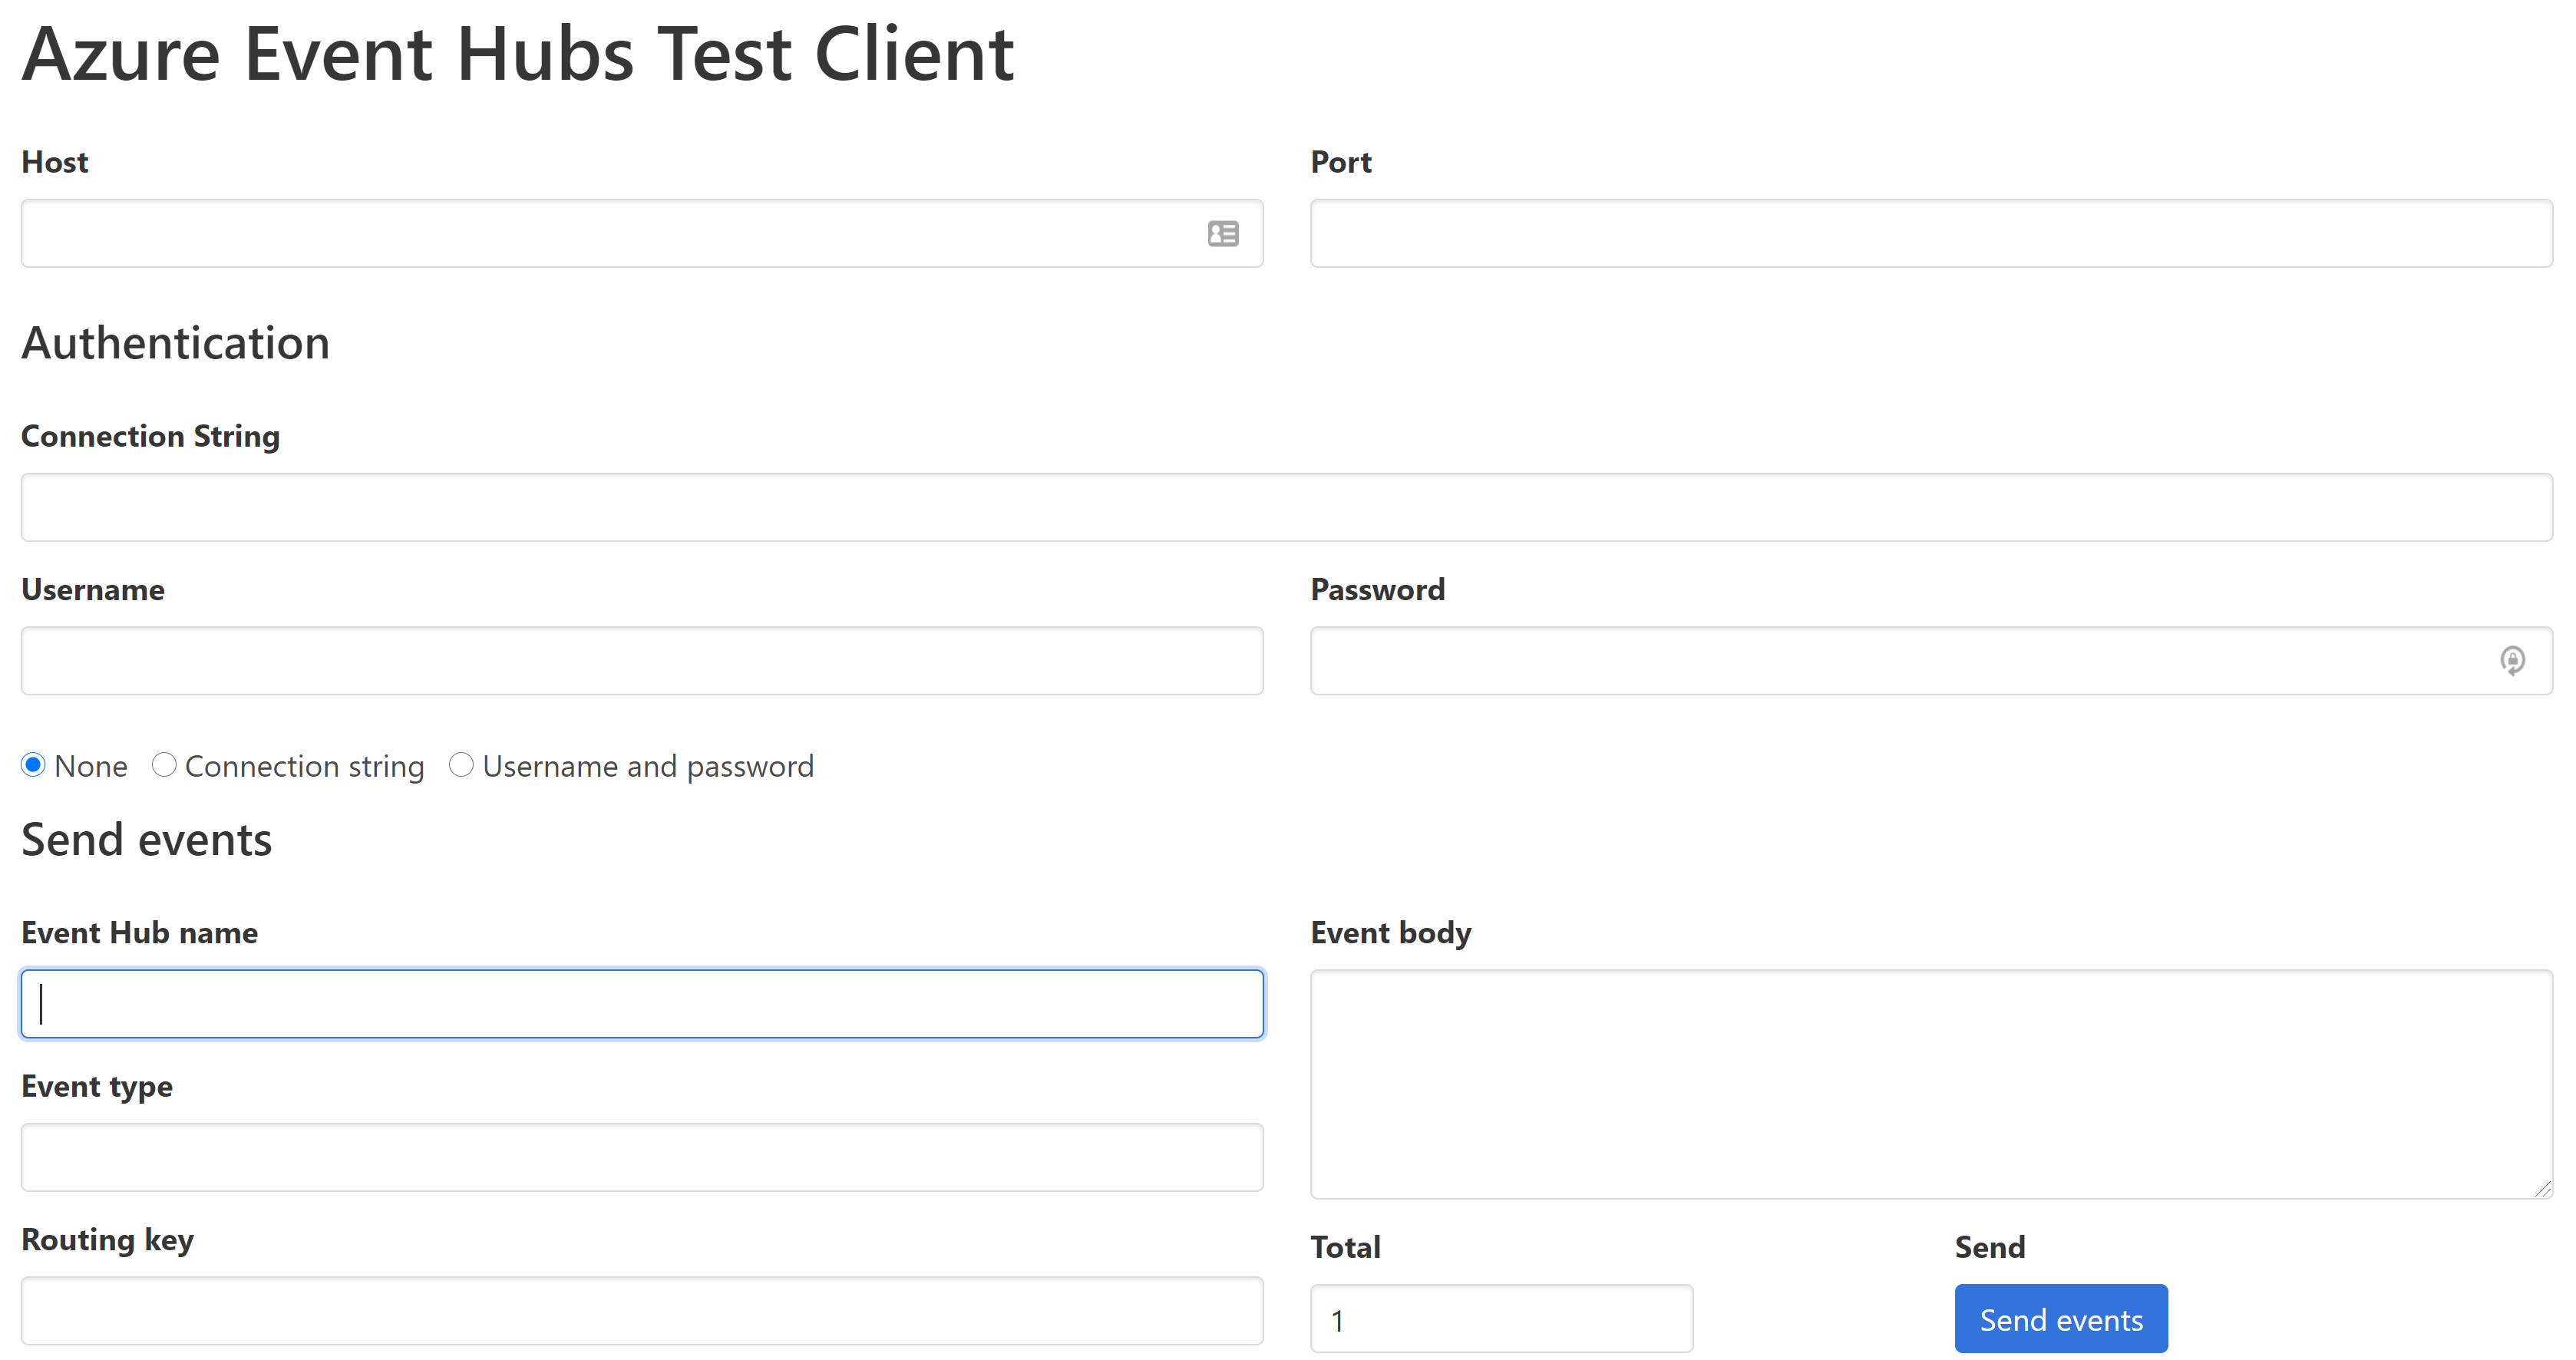 Azure Event Hubs Test Client
Host
Port
Authentication
Connection String
Username
Password
None
Connection string
Username and password
Send events
Event Hub name
Event body
Event type
Routing key
Total
Send
1
Send events